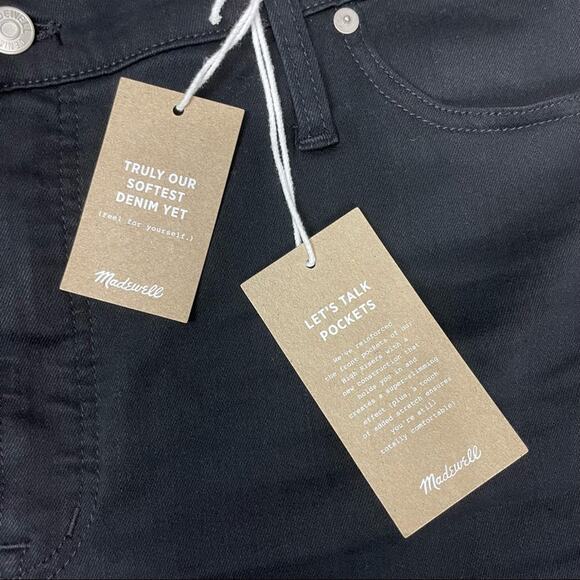 TRULY OUR
SOFTEST
DENIM YET
(feel for yourself.)
Madewell
LET'S TALK
POCKETS
We've reinforced
the front pockets of our
High Risers with a
new construction that
holds you in and
creates a super-slimming
effect (plus, a touch
of added stretch ensures
you're still
totally comfortable).
Madewell